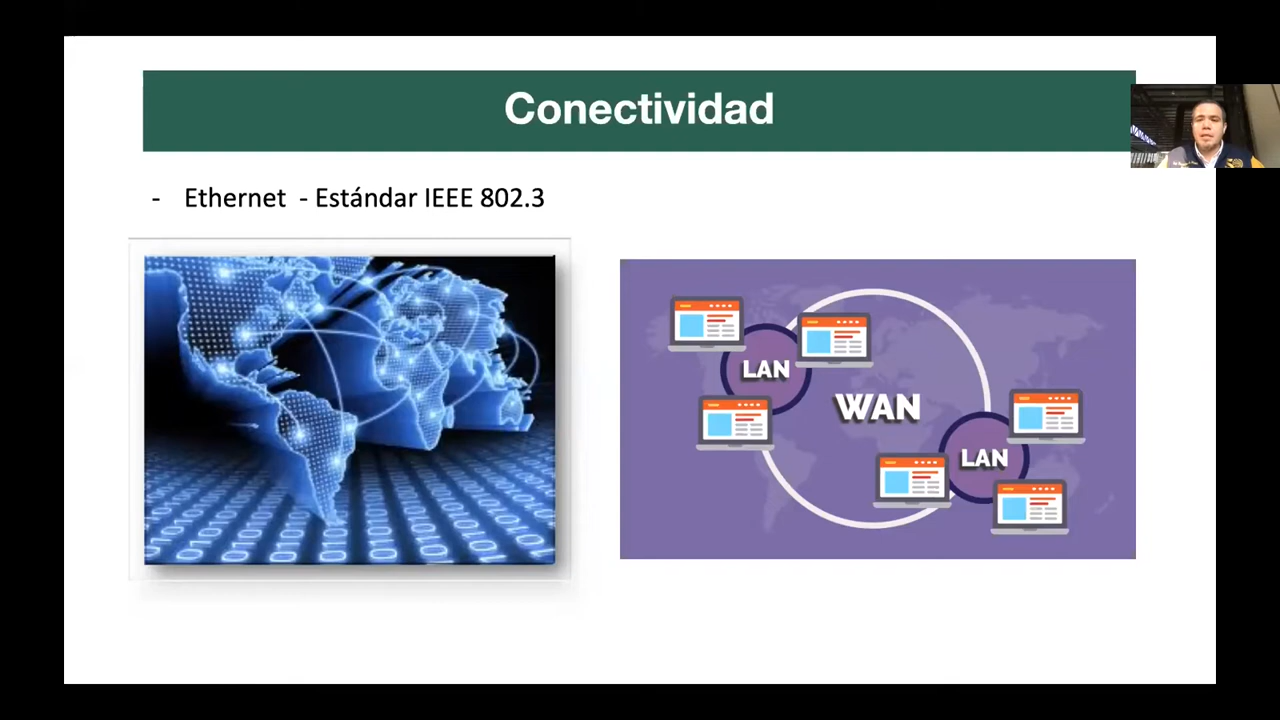 Conectividad
- Ethernet - Estándar IEEE 802.3
LAN
WAN
LAN